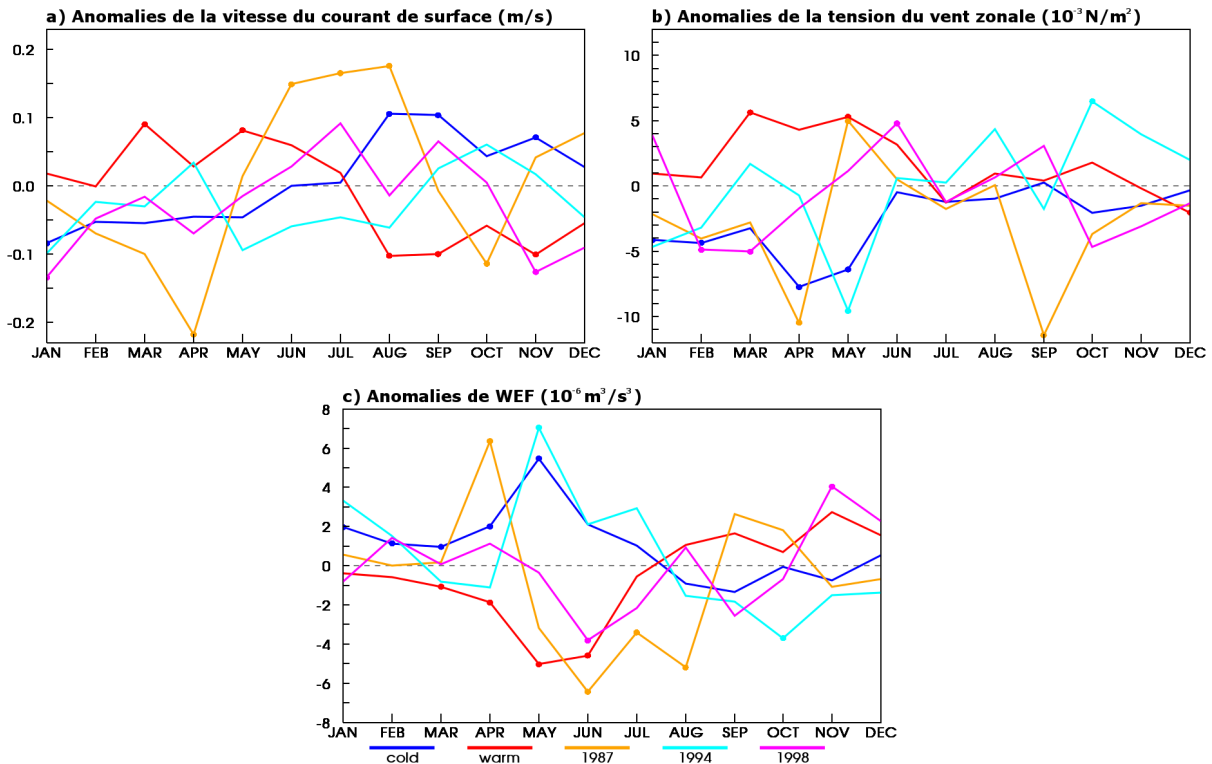 a) Anomalies de la vitesse du courant de surface (m/s)
0.2
0.1
0.0
-0.1
-0.2
JAN FEB MAR APR MAY JUN JUL AUG SEP OCT NOV DEC
b) Anomalies de la tension du vent zonale (10⁻³ N/m²)
10
5
0
-5
-10
JAN FEB MAR APR MAY JUN JUL AUG SEP OCT NOV DEC
c) Anomalies de WEF (10⁻⁶ m³/s³)
8
6
4
2
0
-2
-4
-6
-8
JAN FEB MAR APR MAY JUN JUL AUG SEP OCT NOV DEC
cold warm 1987 1994 1998